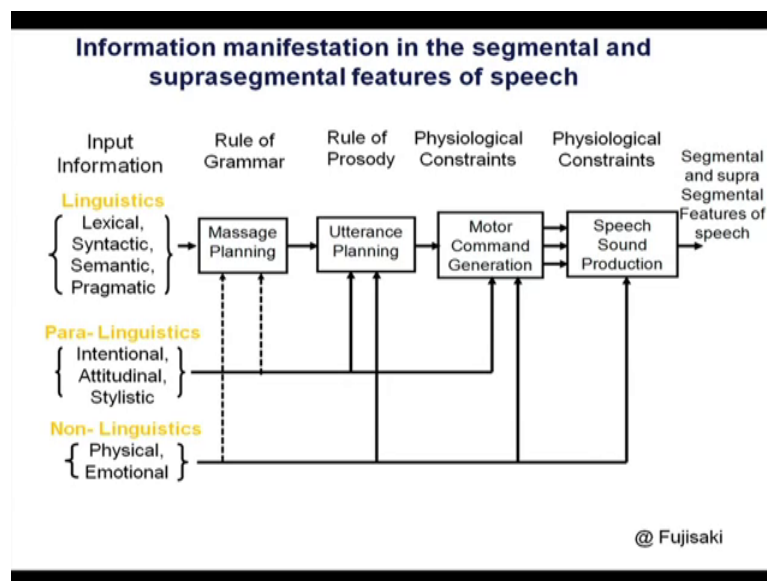 Information manifestation in the segmental and
suprasegmental features of speech
Input
Information
Rule of
Grammar
Rule of
Prosody
Physiological
Constraints
Physiological
Constraints
Segmental
and supra
Segmental
Features of
speech
Linguistics
Lexical,
Syntactic,
Semantic,
Pragmatic
Massage
Planning
Utterance
Planning
Motor
Command
Generation
Speech
Sound
Production
Para- Linguistics
Intentional,
Attitudinal,
Stylistic
Non- Linguistics
Physical,
Emotional
@ Fujisaki